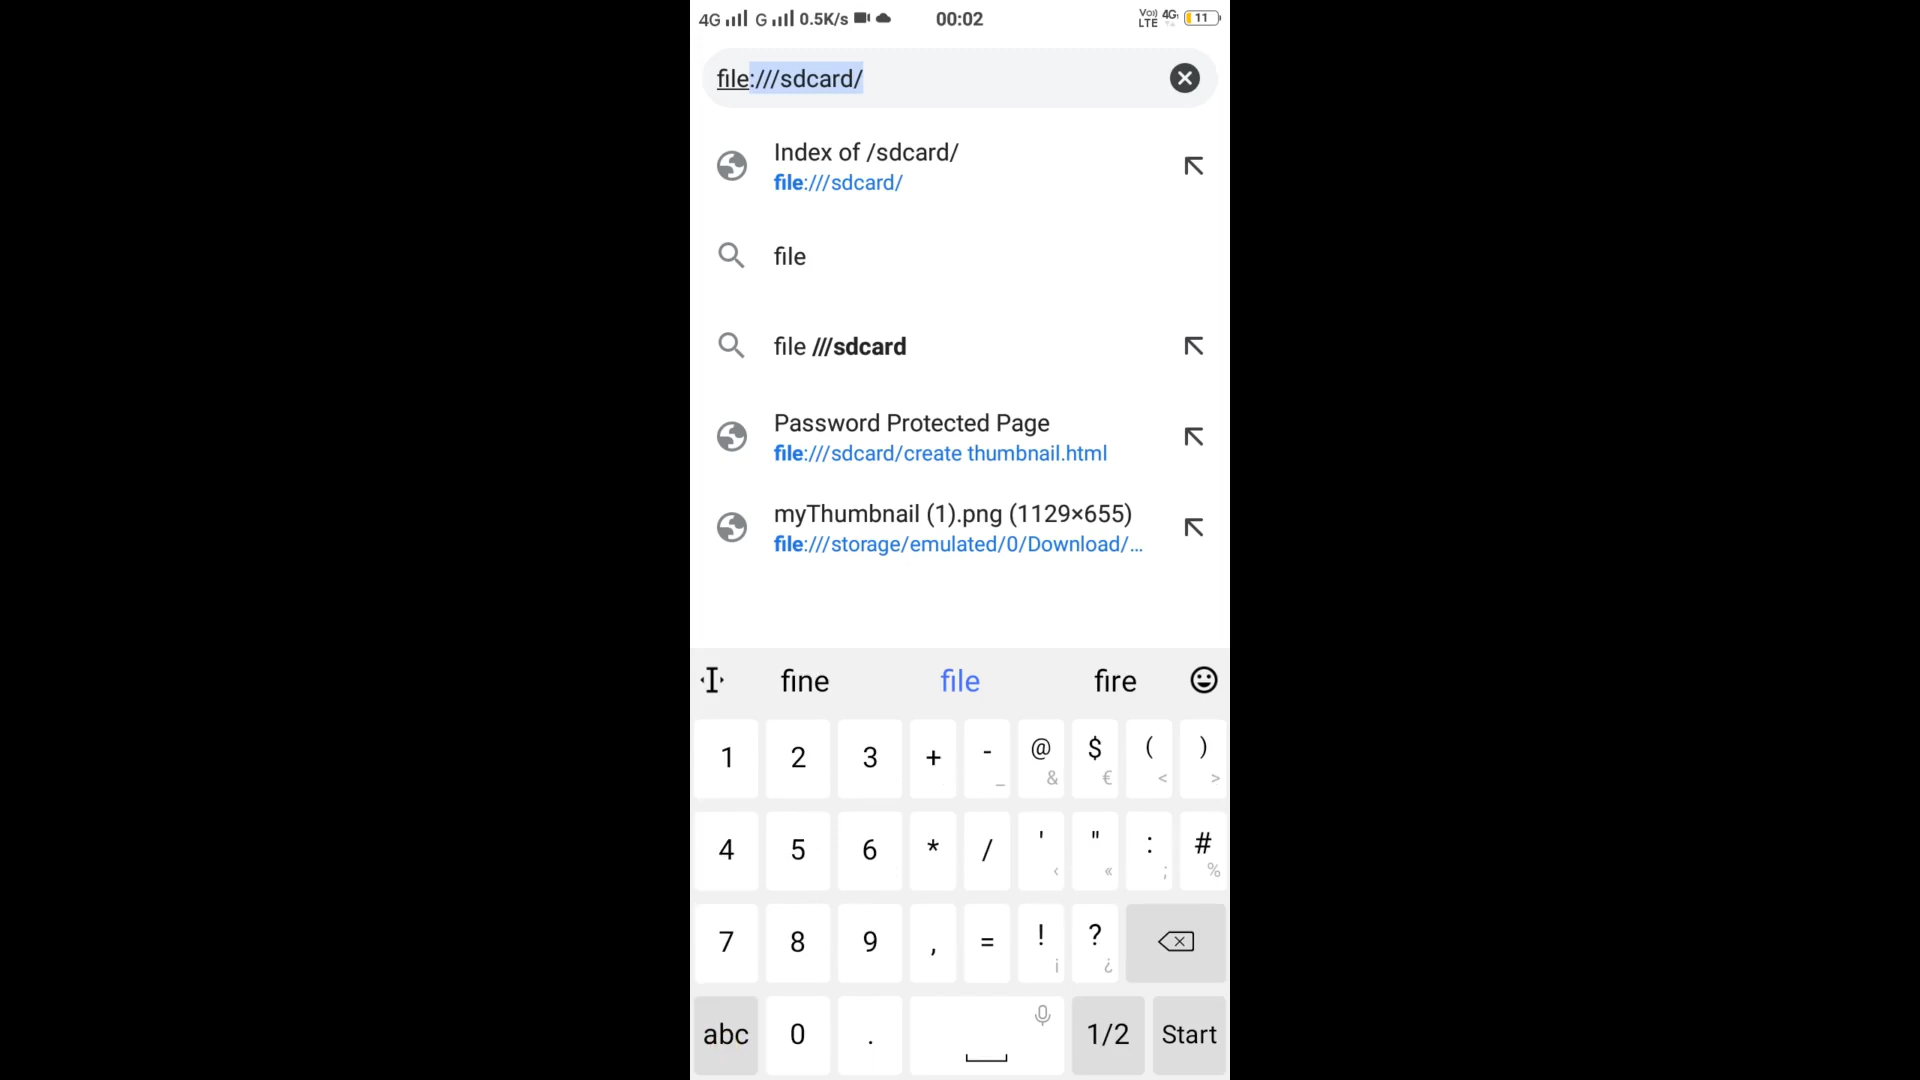 4G G 0.5K/s 00:02 Vo)) LTE 4G 11
file:///sdcard/
Index of /sdcard/
file:///sdcard/
file
file ///sdcard
Password Protected Page
file:///sdcard/create thumbnail.html
myThumbnail (1).png (1129×655)
file:///storage/emulated/0/Download/...
fine file fire
1 2 3 + - _ @ & $ € ( < ) >
4 5 6 * / ' ‹ " « : ; # %
7 8 9 , = ! ¡ ? ¿
abc 0 . 1/2 Start